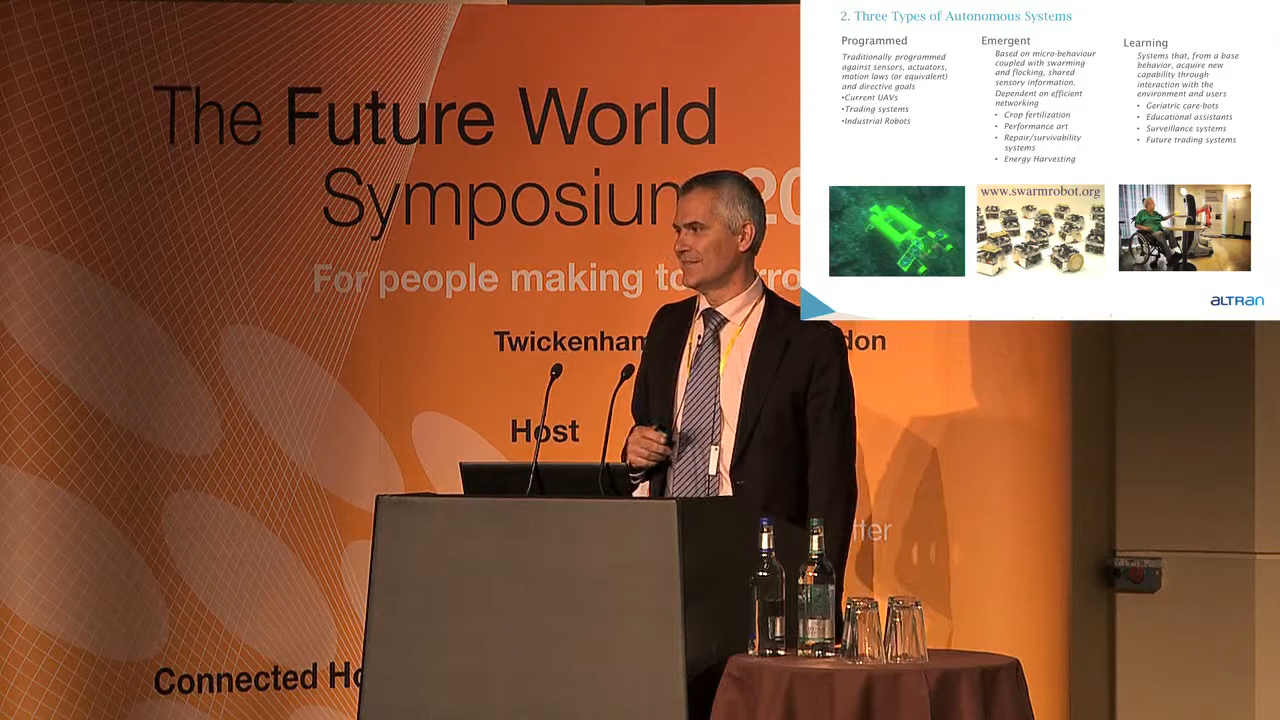 The Future World
Symposium 20
For people making to rro
Twickenham don
Host
tter
Connected Ho
2. Three Types of Autonomous Systems
Programmed
Traditionally programmed
against sensors, actuators,
motion laws (or equivalent)
and directive goals
•Current UAVs
•Trading systems
•Industrial Robots
Emergent
Based on micro-behaviour
coupled with swarming
and flocking, shared
sensory information.
Dependent on efficient
networking
• Crop fertilization
• Performance art
• Repair/survivability
systems
• Energy Harvesting
Learning
Systems that, from a base
behavior, acquire new
capability through
interaction with the
environment and users
• Geriatric care-bots
• Educational assistants
• Surveillance systems
• Future trading systems
www.swarmrobot.org
ALTRAN